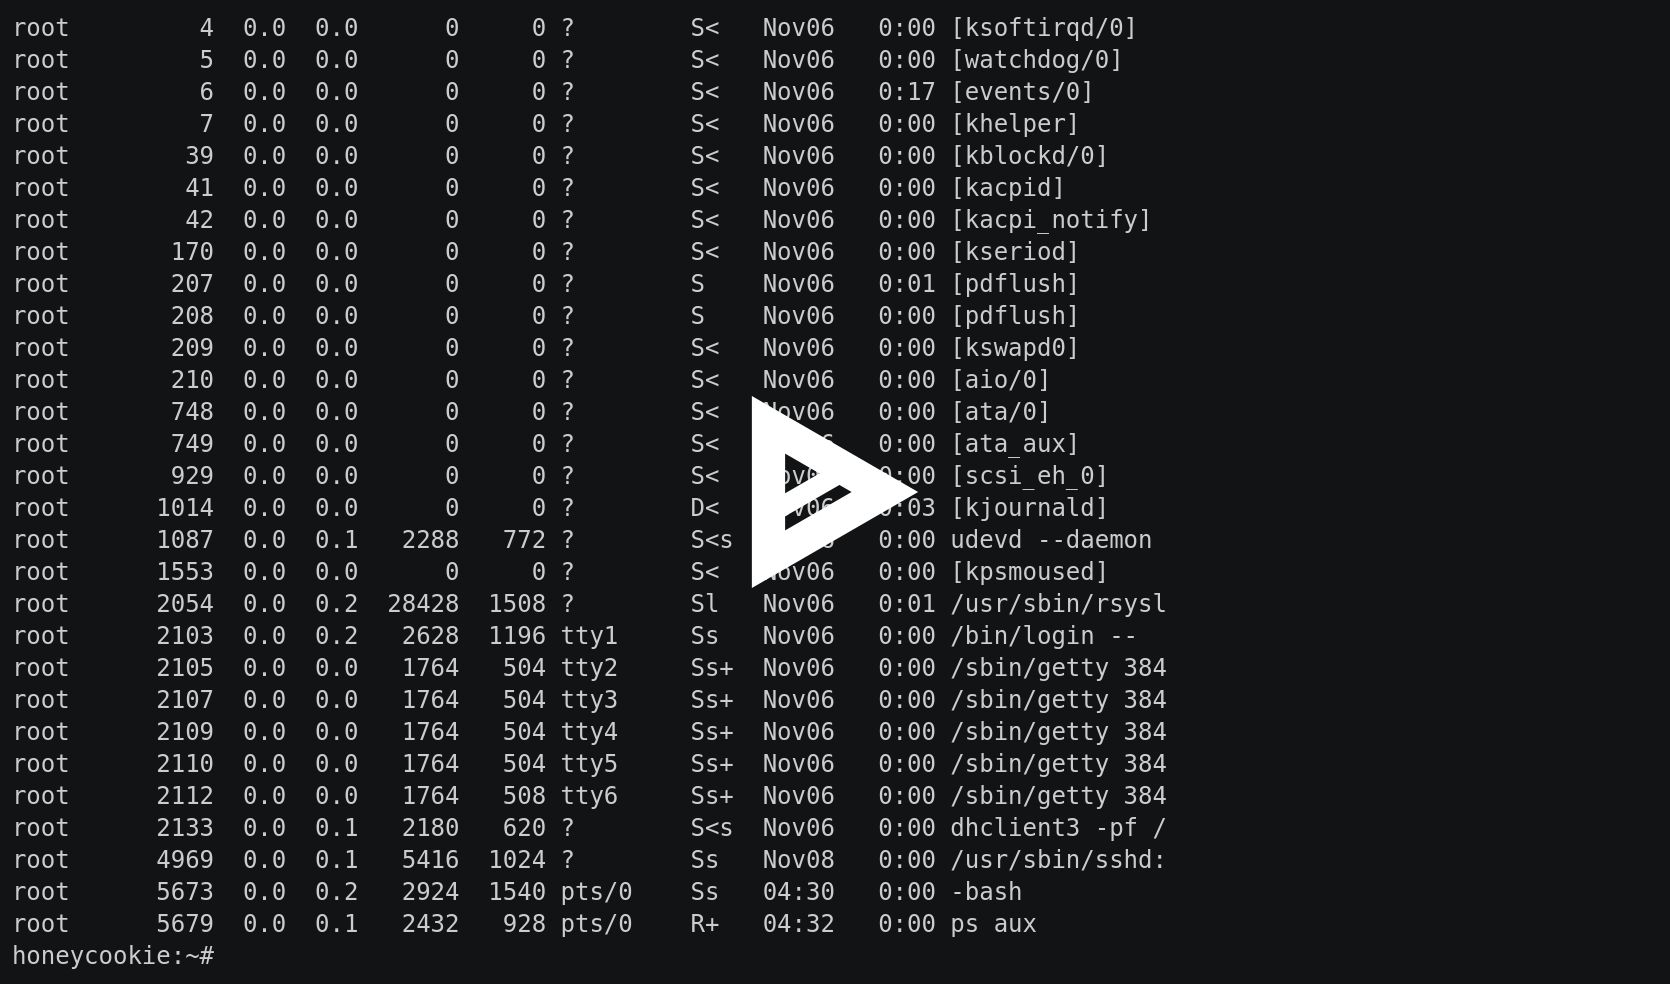 root         4  0.0  0.0      0     0 ?        S<   Nov06   0:00 [ksoftirqd/0]
root         5  0.0  0.0      0     0 ?        S<   Nov06   0:00 [watchdog/0]
root         6  0.0  0.0      0     0 ?        S<   Nov06   0:17 [events/0]
root         7  0.0  0.0      0     0 ?        S<   Nov06   0:00 [khelper]
root        39  0.0  0.0      0     0 ?        S<   Nov06   0:00 [kblockd/0]
root        41  0.0  0.0      0     0 ?        S<   Nov06   0:00 [kacpid]
root        42  0.0  0.0      0     0 ?        S<   Nov06   0:00 [kacpi_notify]
root       170  0.0  0.0      0     0 ?        S<   Nov06   0:00 [kseriod]
root       207  0.0  0.0      0     0 ?        S    Nov06   0:01 [pdflush]
root       208  0.0  0.0      0     0 ?        S    Nov06   0:00 [pdflush]
root       209  0.0  0.0      0     0 ?        S<   Nov06   0:00 [kswapd0]
root       210  0.0  0.0      0     0 ?        S<   Nov06   0:00 [aio/0]
root       748  0.0  0.0      0     0 ?        S<   Nov06   0:00 [ata/0]
root       749  0.0  0.0      0     0 ?        S<   0:00 [ata_aux]
root       929  0.0  0.0      0     0 ?        S<   [scsi_eh_0]
root      1014  0.0  0.0      0     0 ?        D<   [kjournald]
root      1087  0.0  0.1   2288   772 ?        S<s  0:00 udevd --daemon
root      1553  0.0  0.0      0     0 ?        S<   Nov06   0:00 [kpsmoused]
root      2054  0.0  0.2  28428  1508 ?        Sl   Nov06   0:01 /usr/sbin/rsysl
root      2103  0.0  0.2   2628  1196 tty1     Ss   Nov06   0:00 /bin/login --
root      2105  0.0  0.0   1764   504 tty2     Ss+  Nov06   0:00 /sbin/getty 384
root      2107  0.0  0.0   1764   504 tty3     Ss+  Nov06   0:00 /sbin/getty 384
root      2109  0.0  0.0   1764   504 tty4     Ss+  Nov06   0:00 /sbin/getty 384
root      2110  0.0  0.0   1764   504 tty5     Ss+  Nov06   0:00 /sbin/getty 384
root      2112  0.0  0.0   1764   508 tty6     Ss+  Nov06   0:00 /sbin/getty 384
root      2133  0.0  0.1   2180   620 ?        S<s  Nov06   0:00 dhclient3 -pf /
root      4969  0.0  0.1   5416  1024 ?        Ss   Nov08   0:00 /usr/sbin/sshd:
root      5673  0.0  0.2   2924  1540 pts/0    Ss   04:30   0:00 -bash
root      5679  0.0  0.1   2432   928 pts/0    R+   04:32   0:00 ps aux
honeycookie:~#